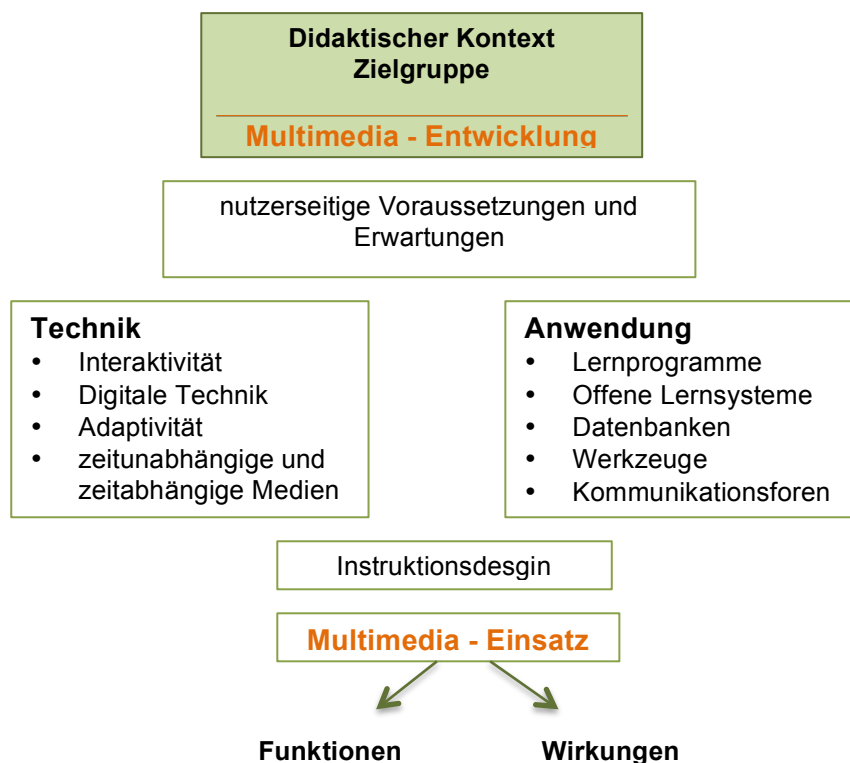 Didaktischer Kontext
Zielgruppe
Multimedia - Entwicklung
nutzerseitige Voraussetzungen und
Erwartungen
Technik
• Interaktivität
• Digitale Technik
• Adaptivität
• zeitunabhängige und
zeitabhängige Medien
Anwendung
• Lernprogramme
• Offene Lernsysteme
• Datenbanken
• Werkzeuge
• Kommunikationsforen
Instruktionsdesgin
Multimedia - Einsatz
Funktionen
Wirkungen